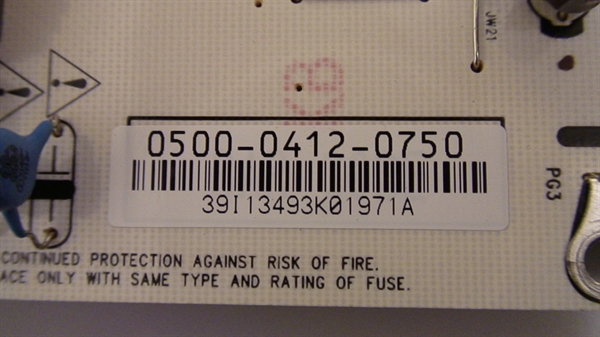 JW21
0500-0412-0750
39I13493K01971A
PG3
CONTINUED PROTECTION AGAINST RISK OF FIRE.
ACE ONLY WITH SAME TYPE AND RATING OF FUSE.